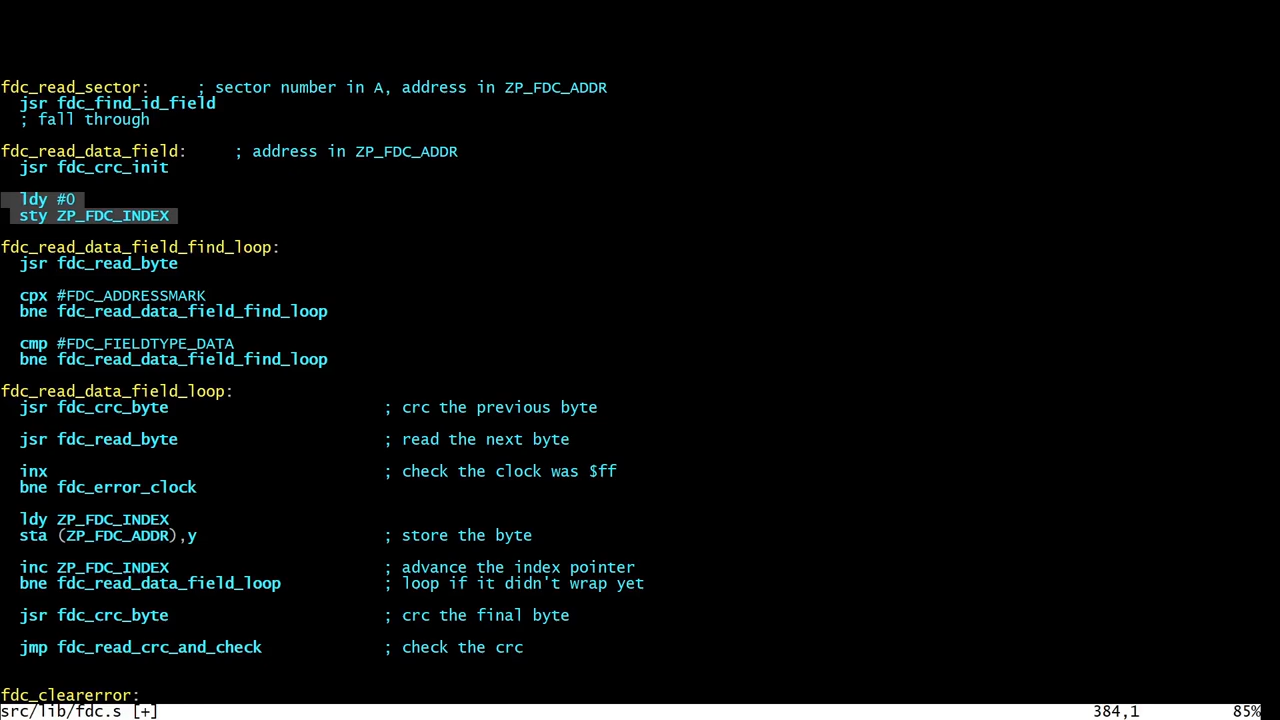 fdc_read_sector:     ; sector number in A, address in ZP_FDC_ADDR
  jsr fdc_find_id_field
  ; fall through
fdc_read_data_field:     ; address in ZP_FDC_ADDR
  jsr fdc_crc_init
  ldy #0
  sty ZP_FDC_INDEX
fdc_read_data_field_find_loop:
  jsr fdc_read_byte
  cpx #FDC_ADDRESSMARK
  bne fdc_read_data_field_find_loop
  cmp #FDC_FIELDTYPE_DATA
  bne fdc_read_data_field_find_loop
fdc_read_data_field_loop:
  jsr fdc_crc_byte                       ; crc the previous byte
  jsr fdc_read_byte                      ; read the next byte
  inx                                    ; check the clock was $ff
  bne fdc_error_clock
  ldy ZP_FDC_INDEX
  sta (ZP_FDC_ADDR),y                    ; store the byte
  inc ZP_FDC_INDEX                       ; advance the index pointer
  bne fdc_read_data_field_loop           ; loop if it didn't wrap yet
  jsr fdc_crc_byte                       ; crc the final byte
  jmp fdc_read_crc_and_check             ; check the crc
fdc_clearerror:
src/lib/fdc.s [+]    384,1    85%